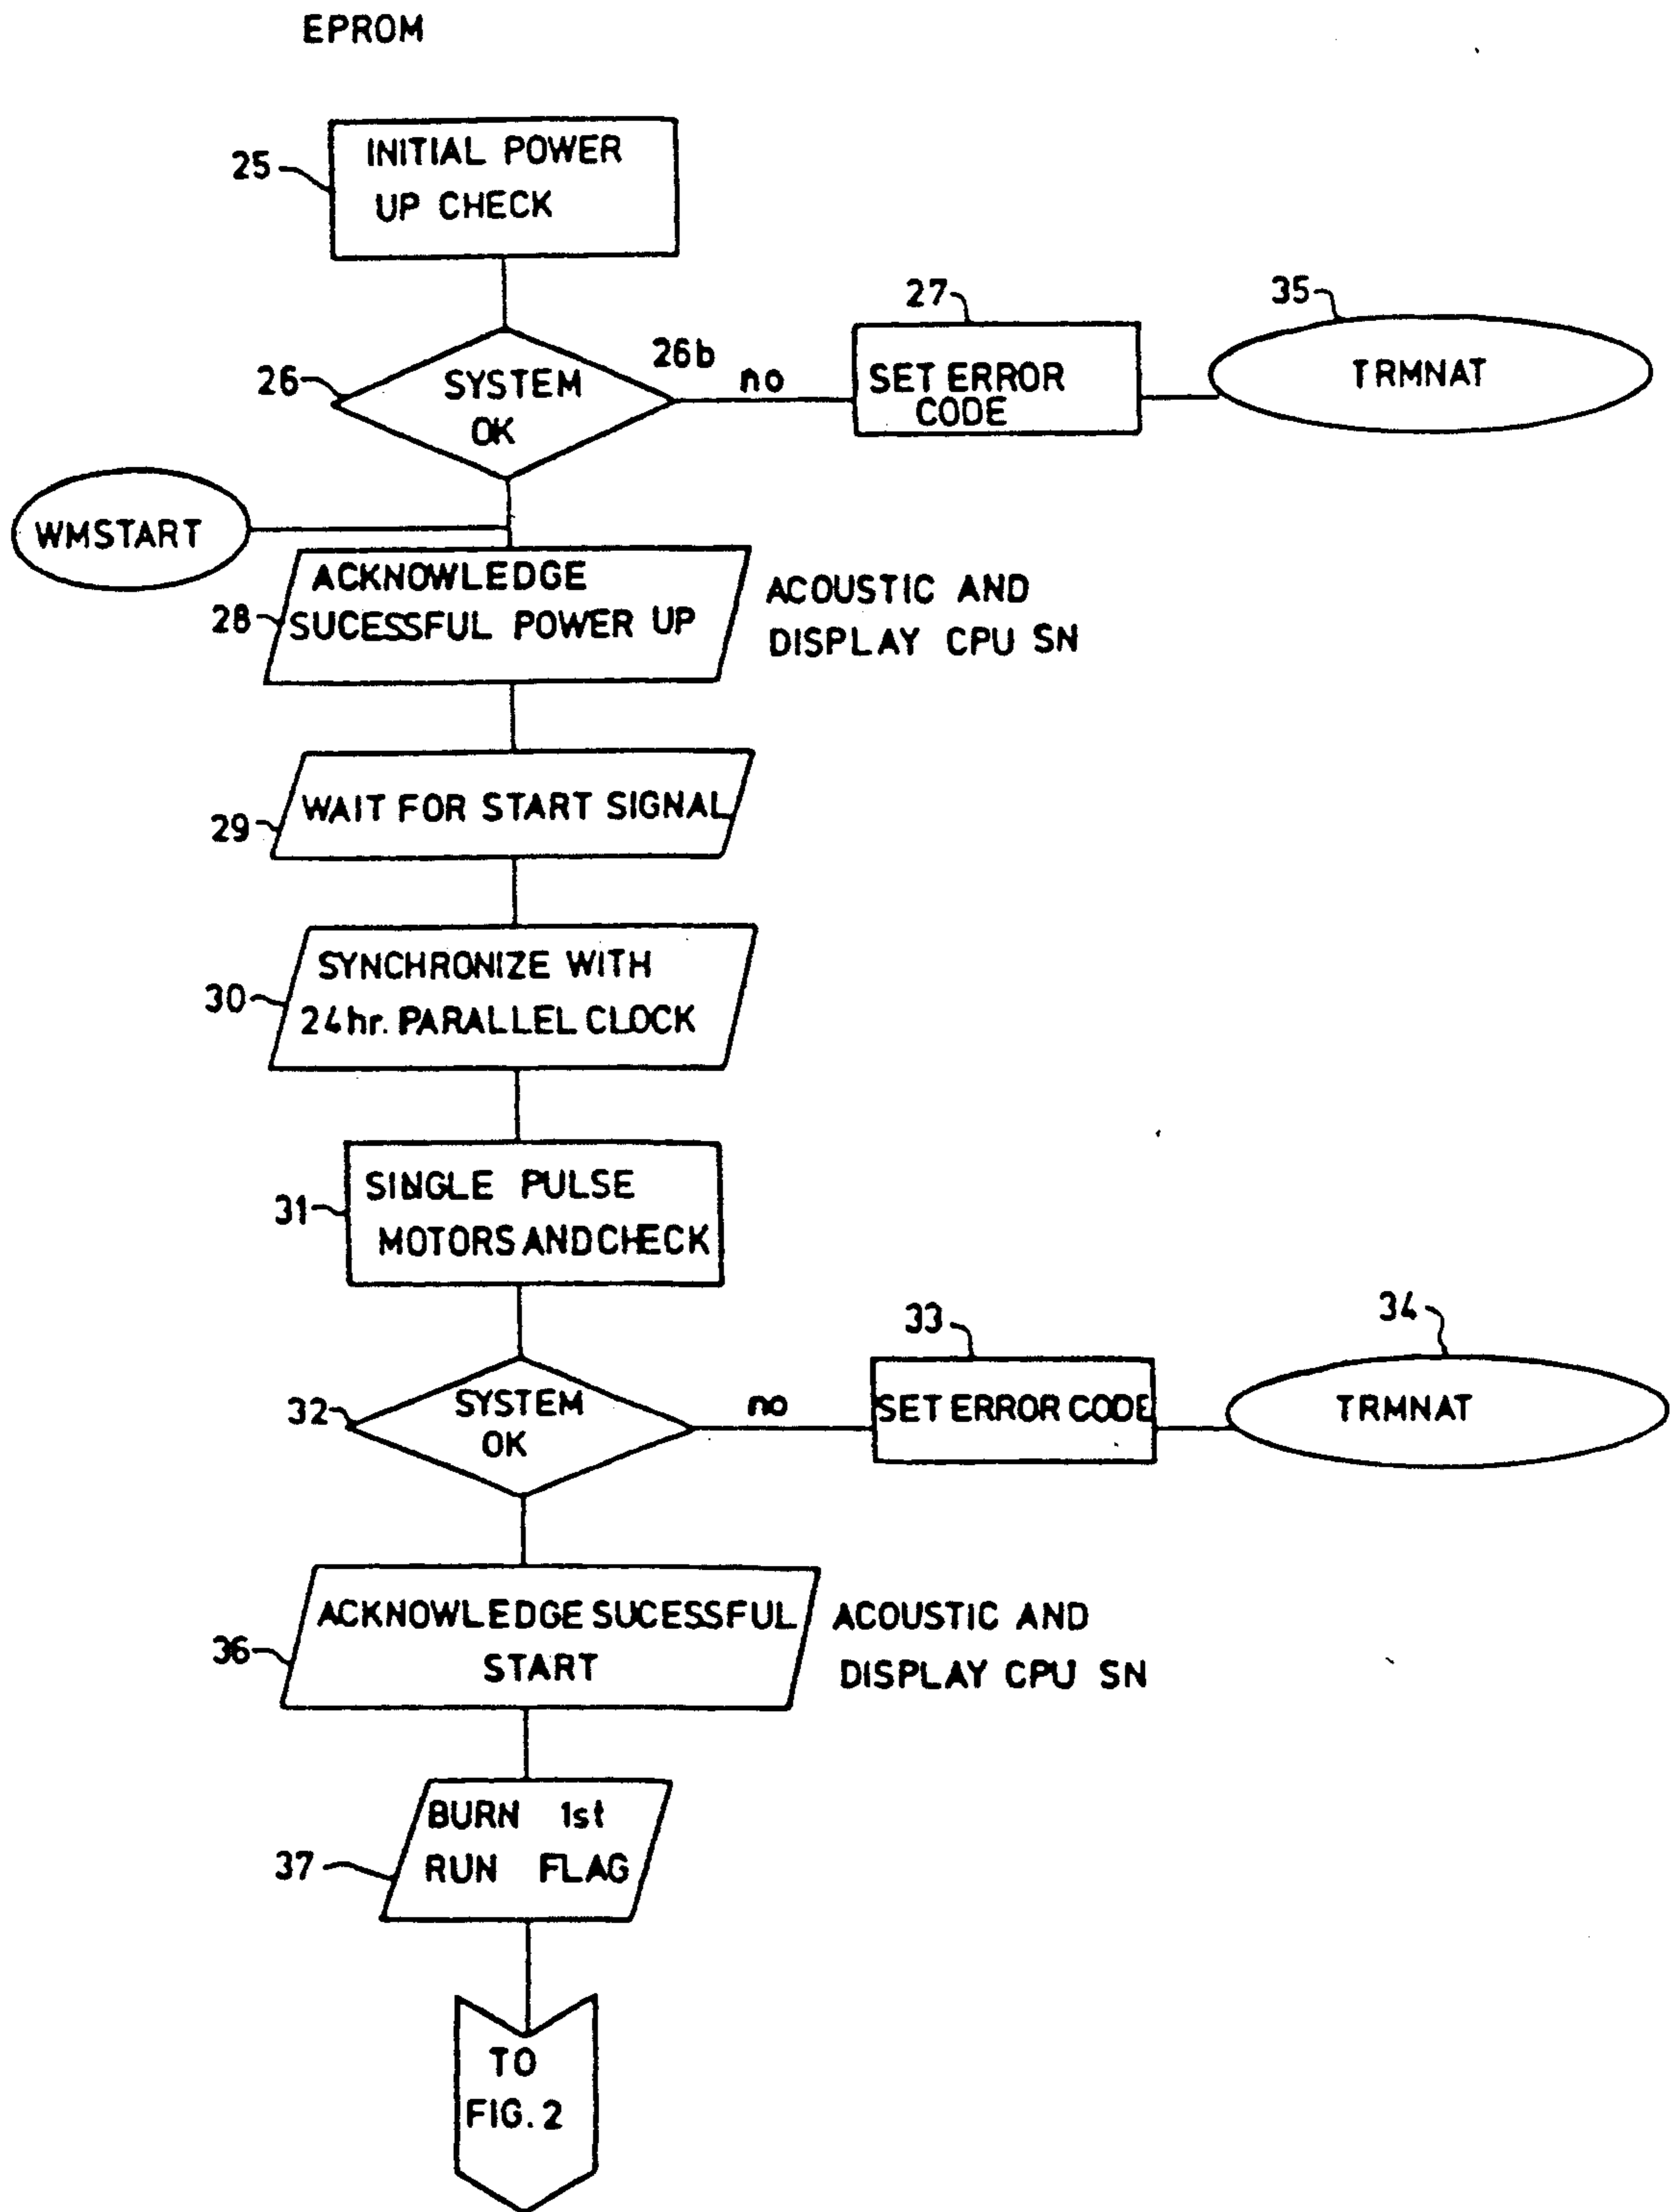 EPROM
25
INITIAL POWER
UP CHECK
26
SYSTEM
OK
26b
no
27
SET ERROR
CODE
35
TRMNAT
WMSTART
28
ACKNOWLEDGE
SUCESSFUL POWER UP
ACOUSTIC AND
DISPLAY CPU SN
29
WAIT FOR START SIGNAL
30
SYNCHRONIZE WITH
24hr. PARALLEL CLOCK
31
SINGLE PULSE
MOTORS AND CHECK
32
SYSTEM
OK
no
33
SET ERROR CODE
34
TRMNAT
36
ACKNOWLEDGE SUCESSFUL
START
ACOUSTIC AND
DISPLAY CPU SN
37
BURN 1st
RUN FLAG
TO
FIG. 2